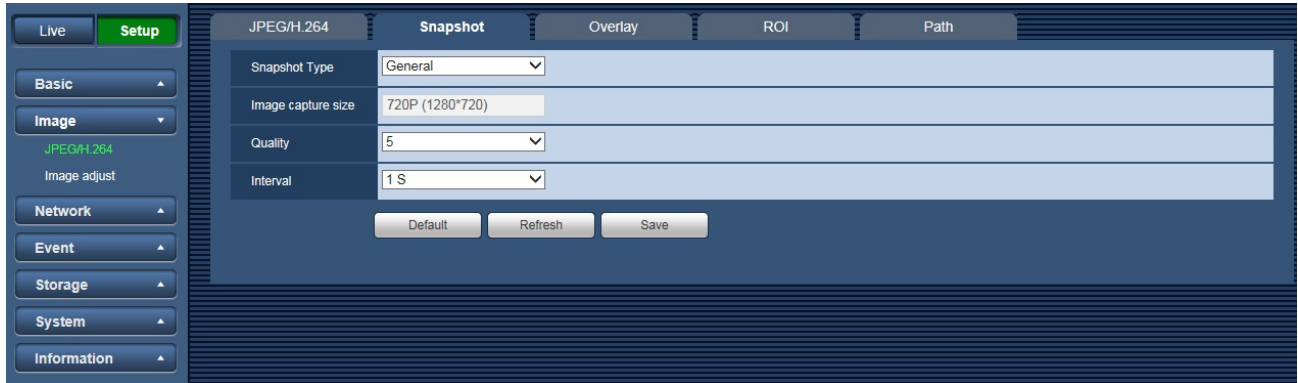 Live Setup
Basic
Image
JPEG/H.264
Image adjust
Network
Event
Storage
System
Information
JPEG/H.264 Snapshot Overlay ROI Path
Snapshot Type General
Image capture size 720P (1280*720)
Quality 5
Interval 1 S
Default Refresh Save